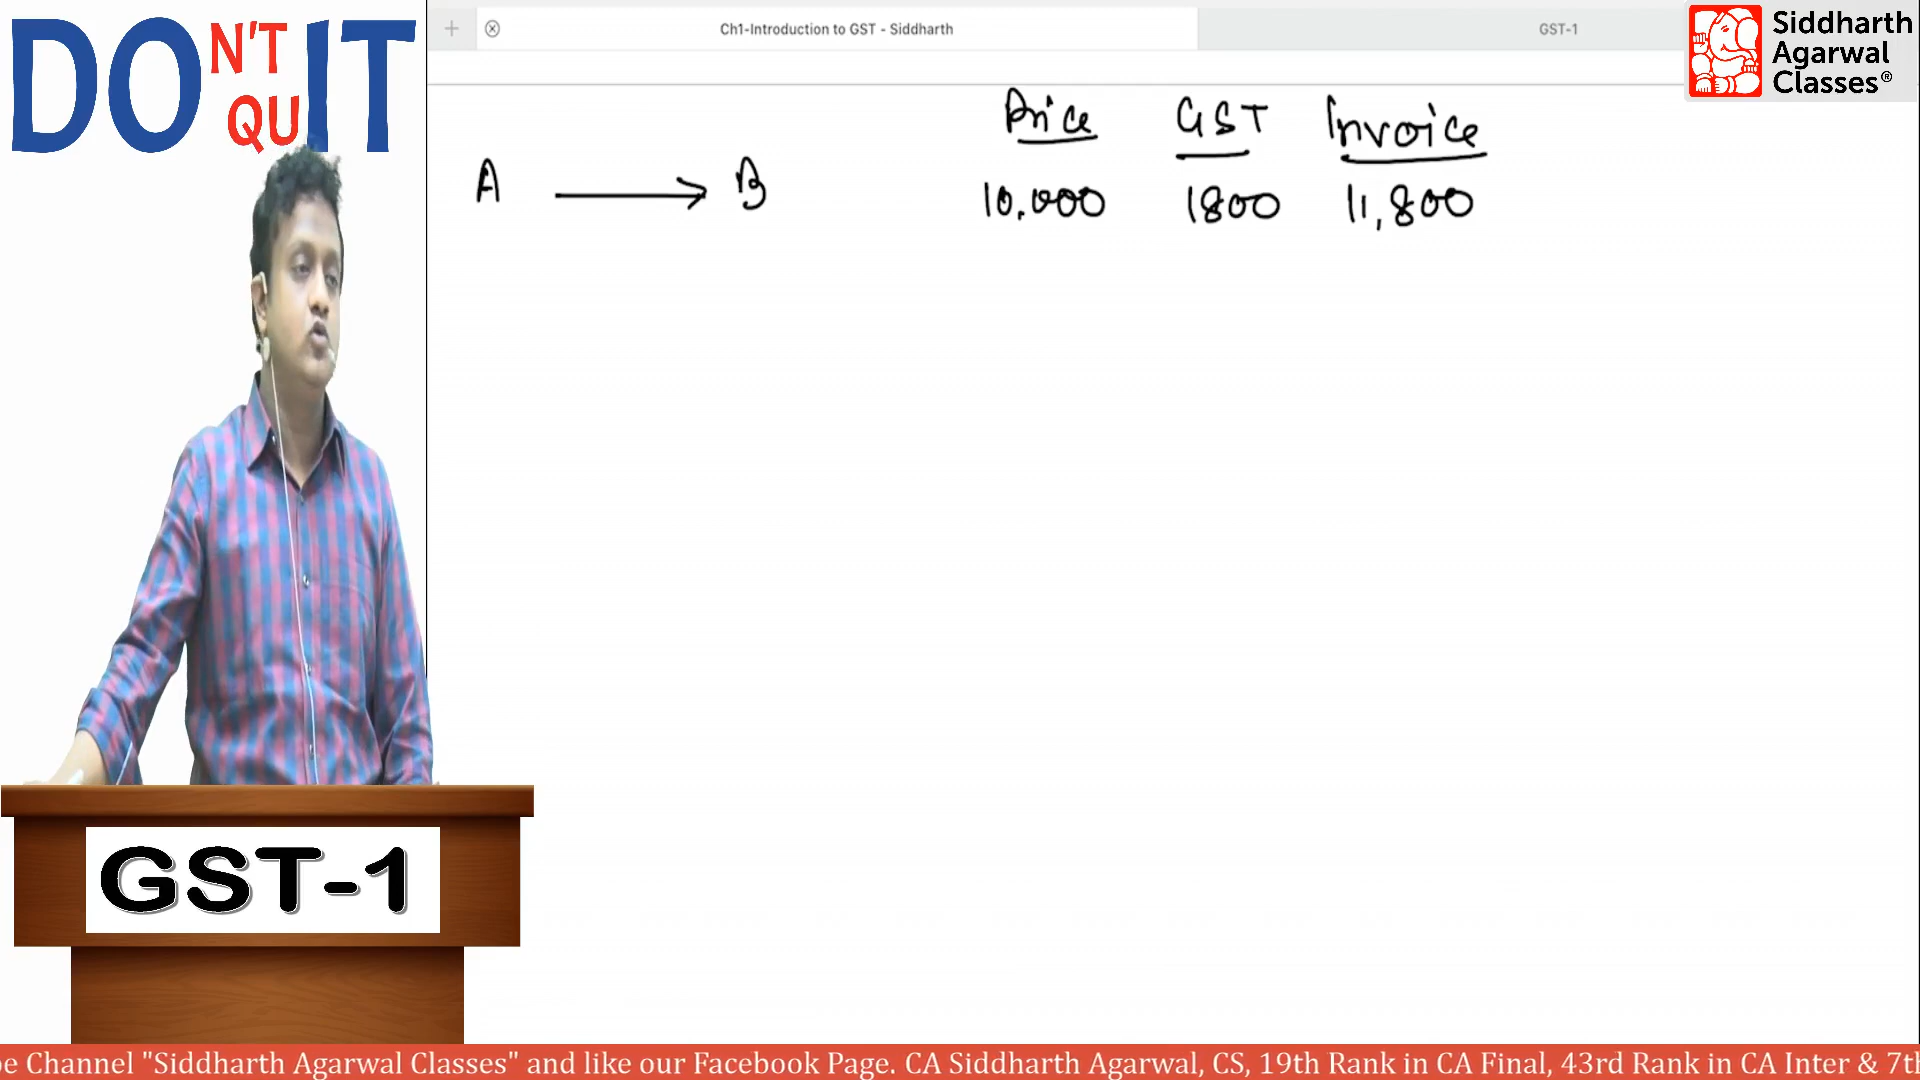 DON'T QUIT
Ch1-Introduction to GST - Siddharth
GST-1
Siddharth
Agarwal
Classes®
Price GST Invoice
A → B 10,000 1800 11,800
GST-1
be Channel "Siddharth Agarwal Classes" and like our Facebook Page. CA Siddharth Agarwal, CS, 19th Rank in CA Final, 43rd Rank in CA Inter & 7th